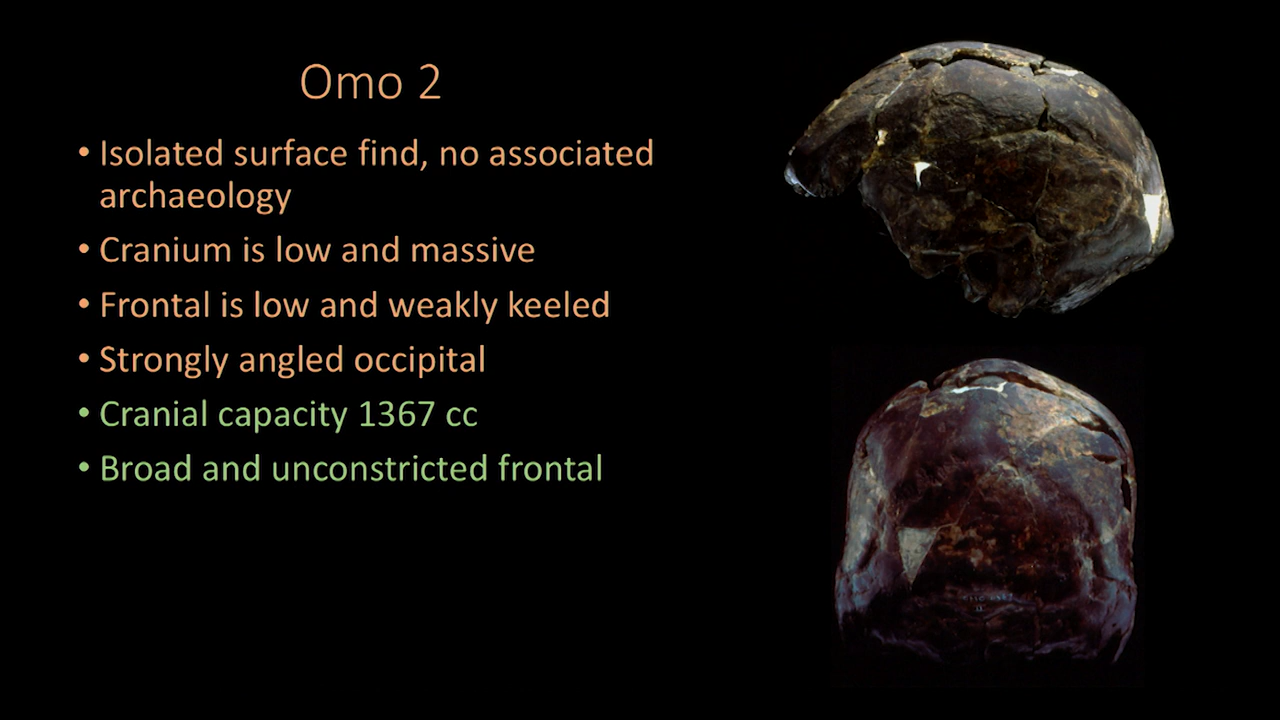 Omo 2
• Isolated surface find, no associated
archaeology
• Cranium is low and massive
• Frontal is low and weakly keeled
• Strongly angled occipital
• Cranial capacity 1367 cc
• Broad and unconstricted frontal